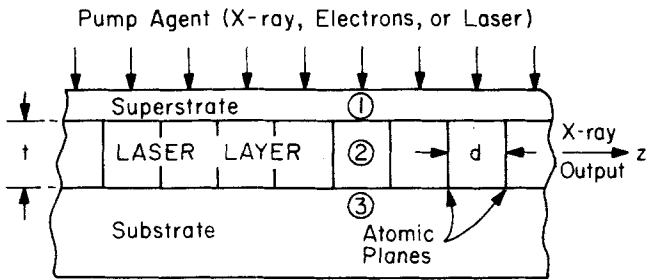 Pump Agent (X-ray, Electrons, or Laser)
Superstrate ①
t
LASER LAYER ②
d
X-ray
Output
z
③
Substrate
Atomic
Planes